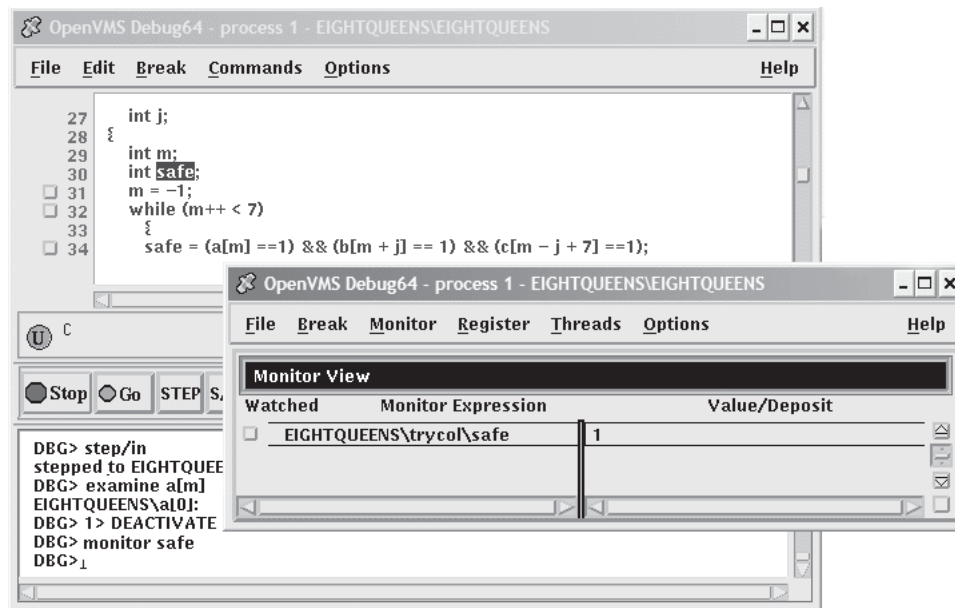 OpenVMS Debug64 - process 1 - EIGHTQUEENS\EIGHTQUEENS
File Edit Break Commands Options Help
27 int j;
28 {
29 int m;
30 int safe;
31 m = -1;
32 while (m++ < 7)
33 {
34 safe = (a[m] ==1) && (b[m + j] == 1) && (c[m - j + 7] ==1);
U C
Stop Go STEP
DBG> step/in
stepped to
DBG> examine a[m]
EIGHTQUEENS\a[0]:
DBG> 1> DEACTIVATE
DBG> monitor safe
DBG>
OpenVMS Debug64 - process 1 - EIGHTQUEENS\EIGHTQUEENS
File Break Monitor Register Threads Options Help
Monitor View
Watched Monitor Expression Value/Deposit
EIGHTQUEENS\trycol\safe 1